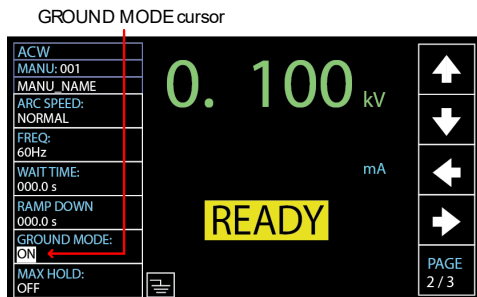 GROUND MODE cursor
ACW
MANU: 001
MANU_NAME
ARC SPEED:
NORMAL
FREQ:
60Hz
WAIT TIME:
000.0 s
RAMP DOWN
000.0 s
GROUND MODE:
ON
MAX HOLD:
OFF
0. 100 kV
mA
READY
PAGE
2 / 3